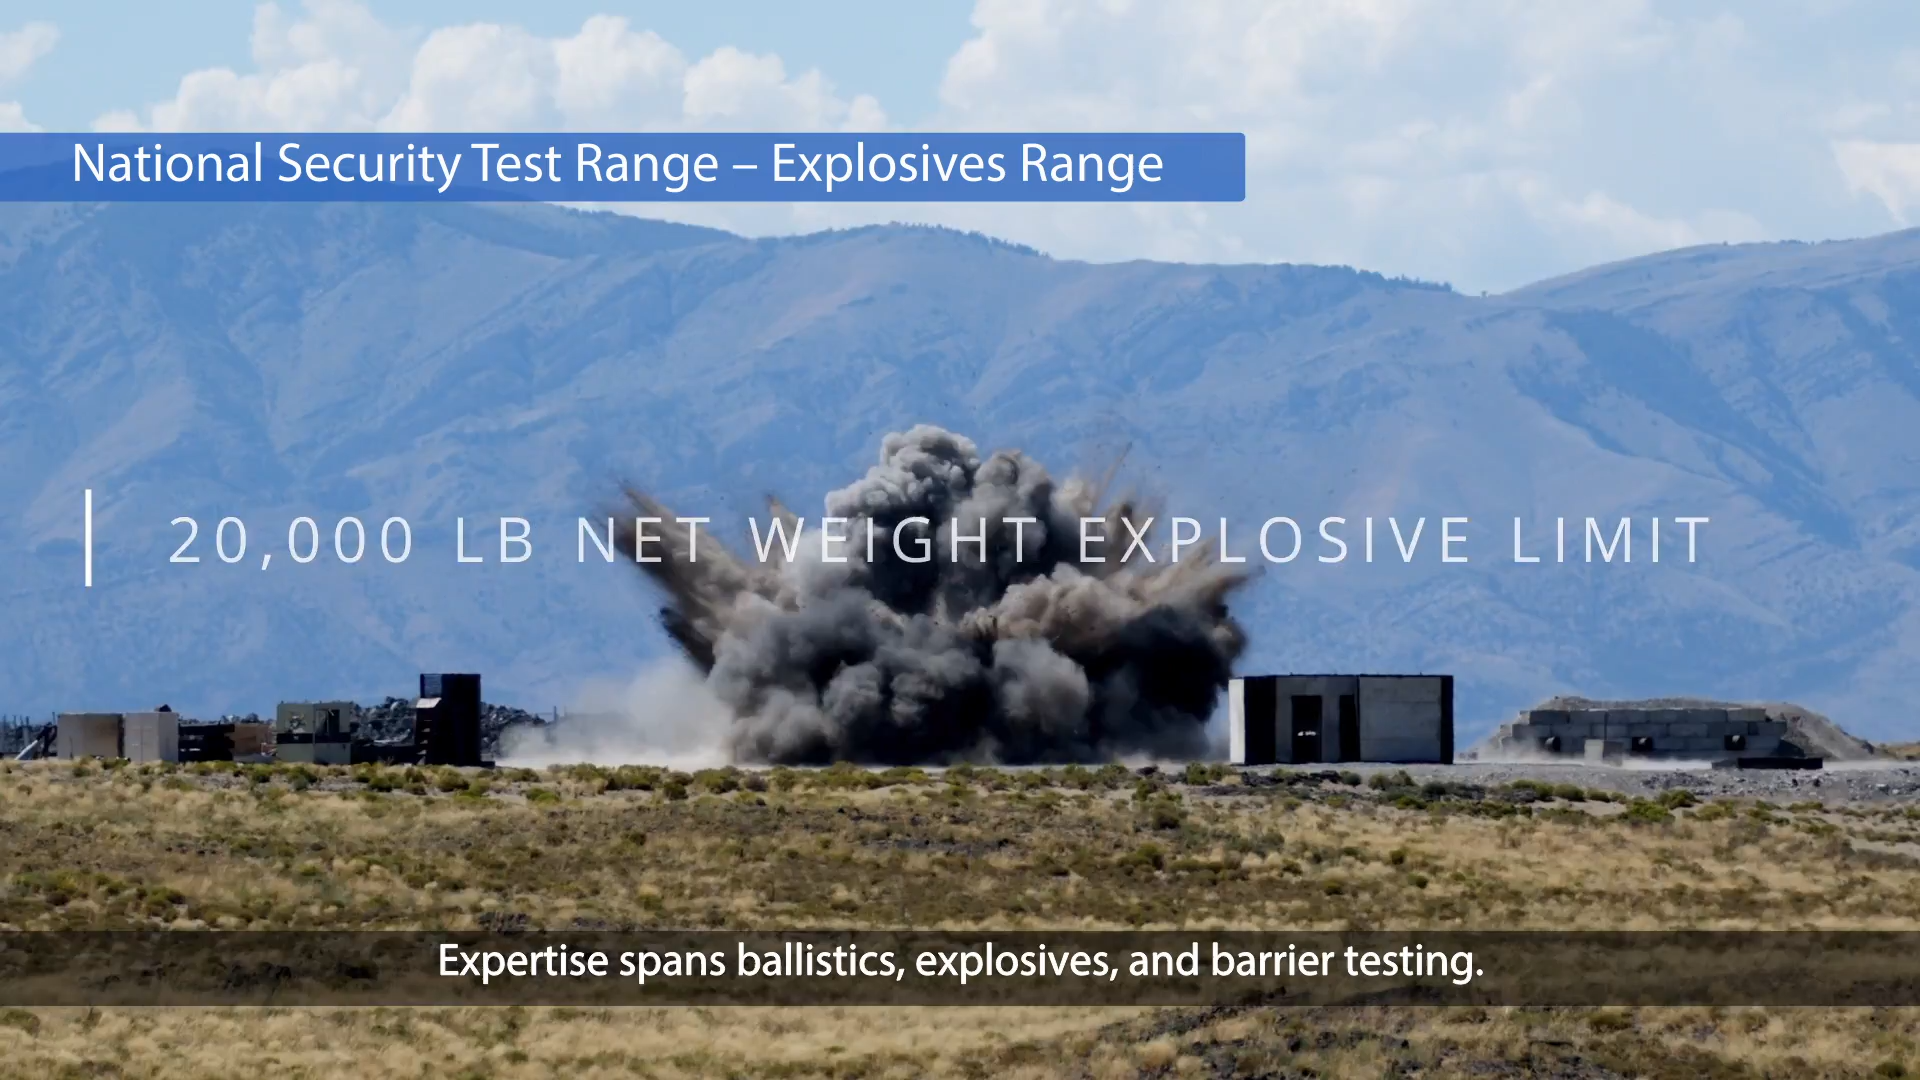 National Security Test Range – Explosives Range
20,000 LB NET WEIGHT EXPLOSIVE LIMIT
Expertise spans ballistics, explosives, and barrier testing.